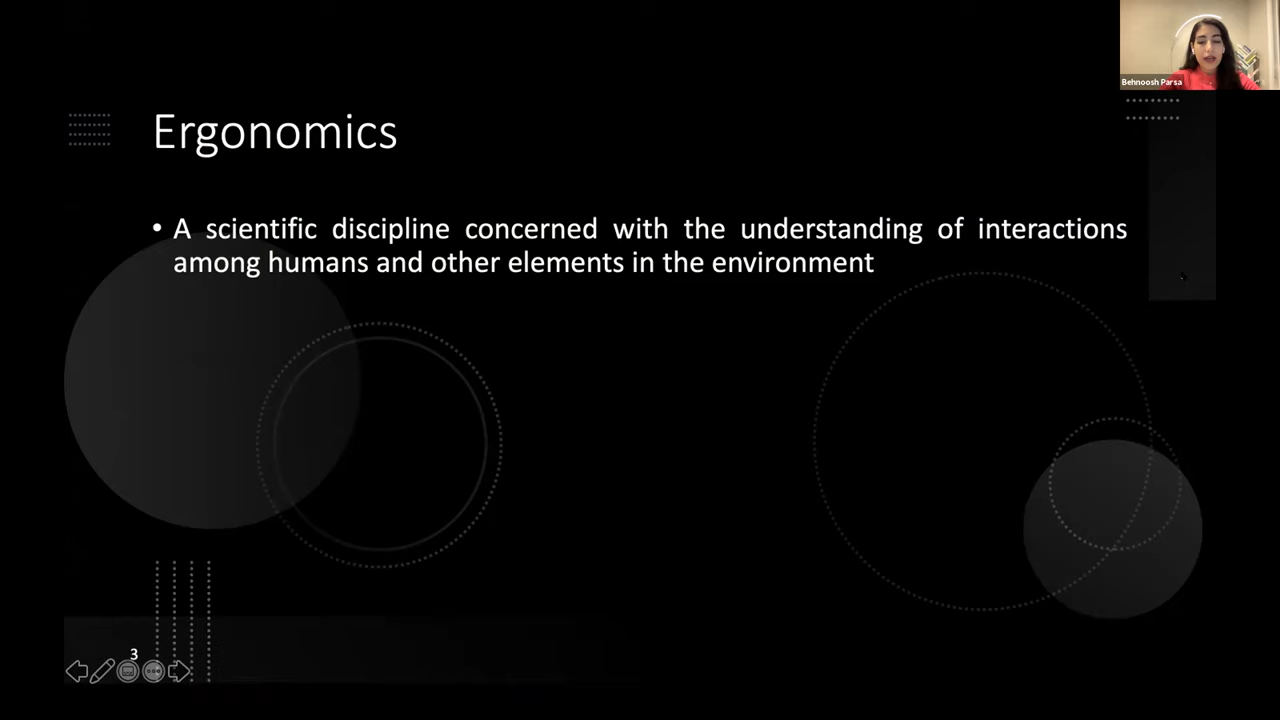 Behnoosh Parsa
Ergonomics
• A scientific discipline concerned with the understanding of interactions
among humans and other elements in the environment
3